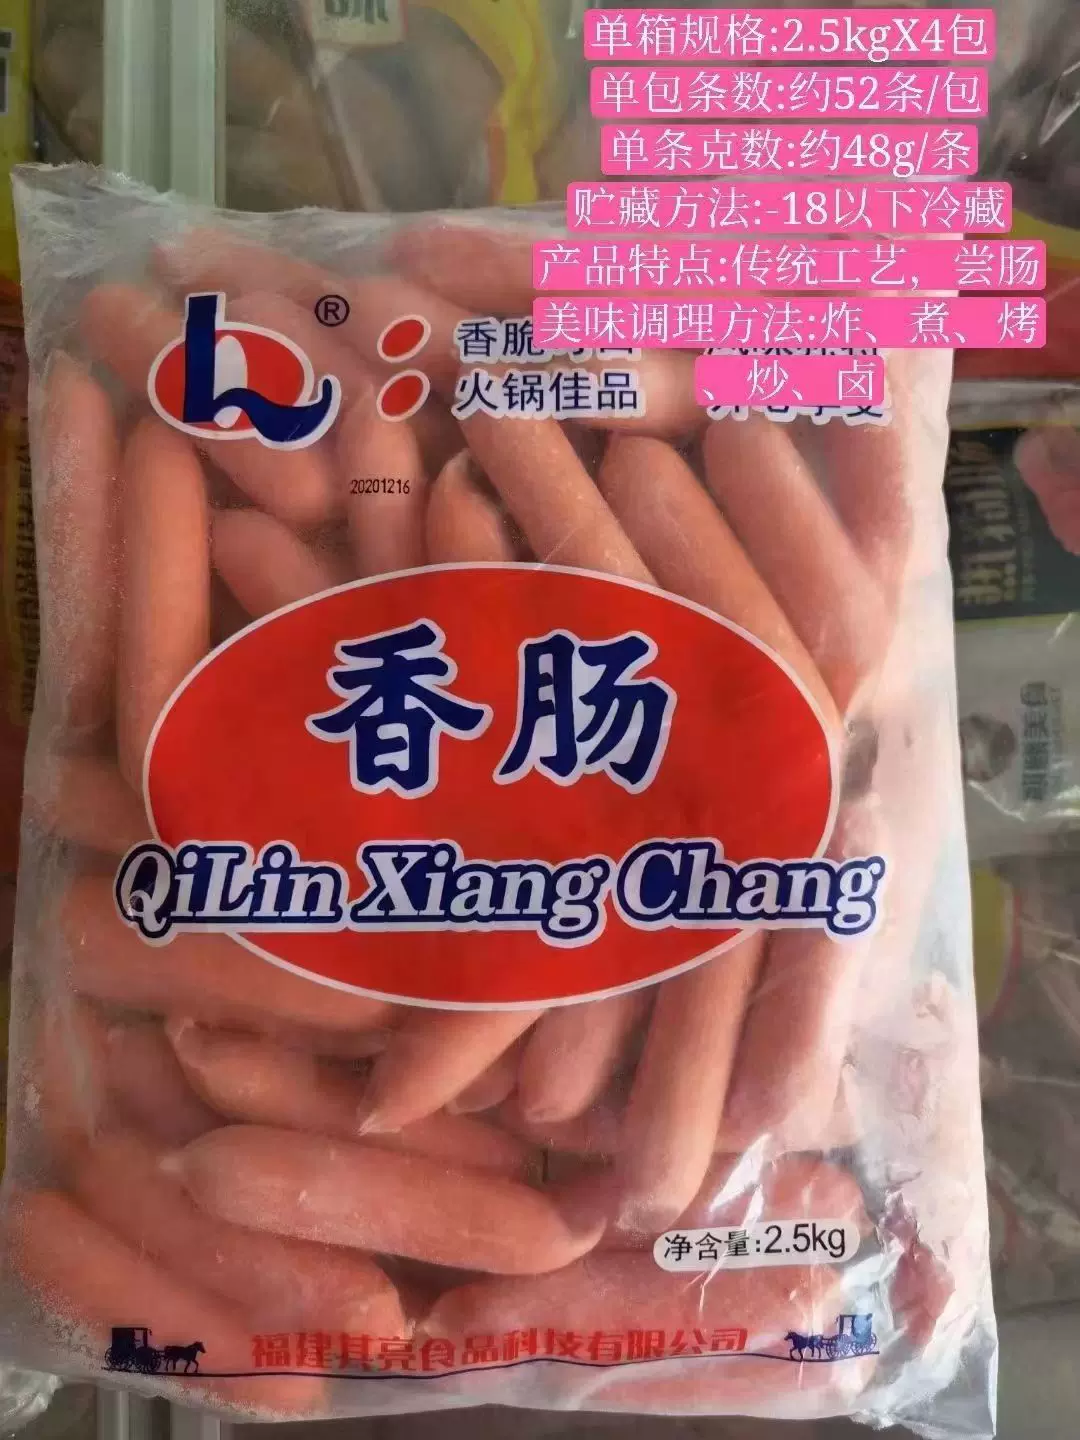 单箱规格:2.5kgX4包
单包条数:约52条/包
单条克数:约48g/条
贮藏方法:-18以下冷藏
产品特点:传统工艺，尝肠
美味调理方法:炸、煮、烤
、炒、卤
®
香脆
火锅佳品
20201216
香肠
QiLin Xiang Chang
净含量:2.5kg
福建其亮食品科技有限公司